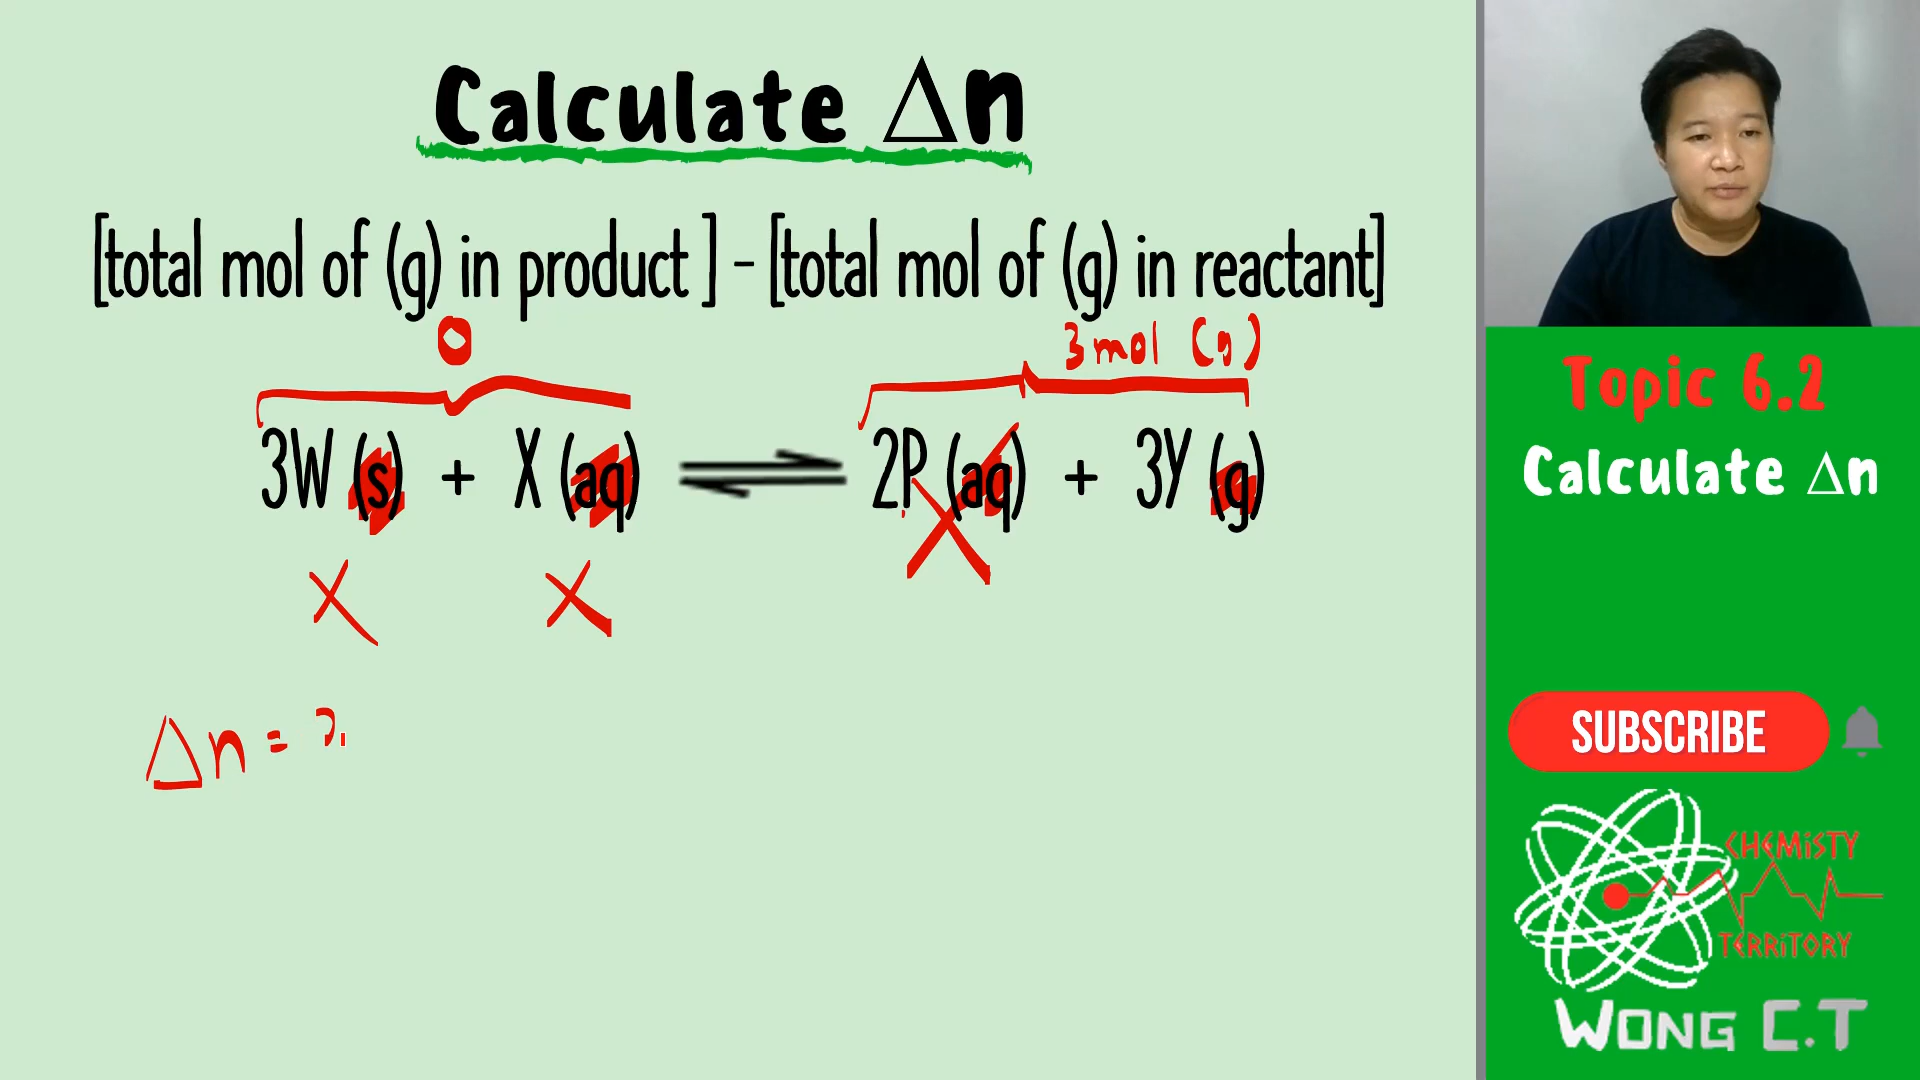 Calculate Δn
[total mol of (g) in product ] - [total mol of (g) in reactant]
0
3 mol (g)
3W (s) + X (aq) ⇌ 2P (aq) + 3Y (g)
X X X
Δn =
Topic 6.2
Calculate Δn
SUBSCRIBE
CHEMiSTY
TERRiTORY
WONG C.T